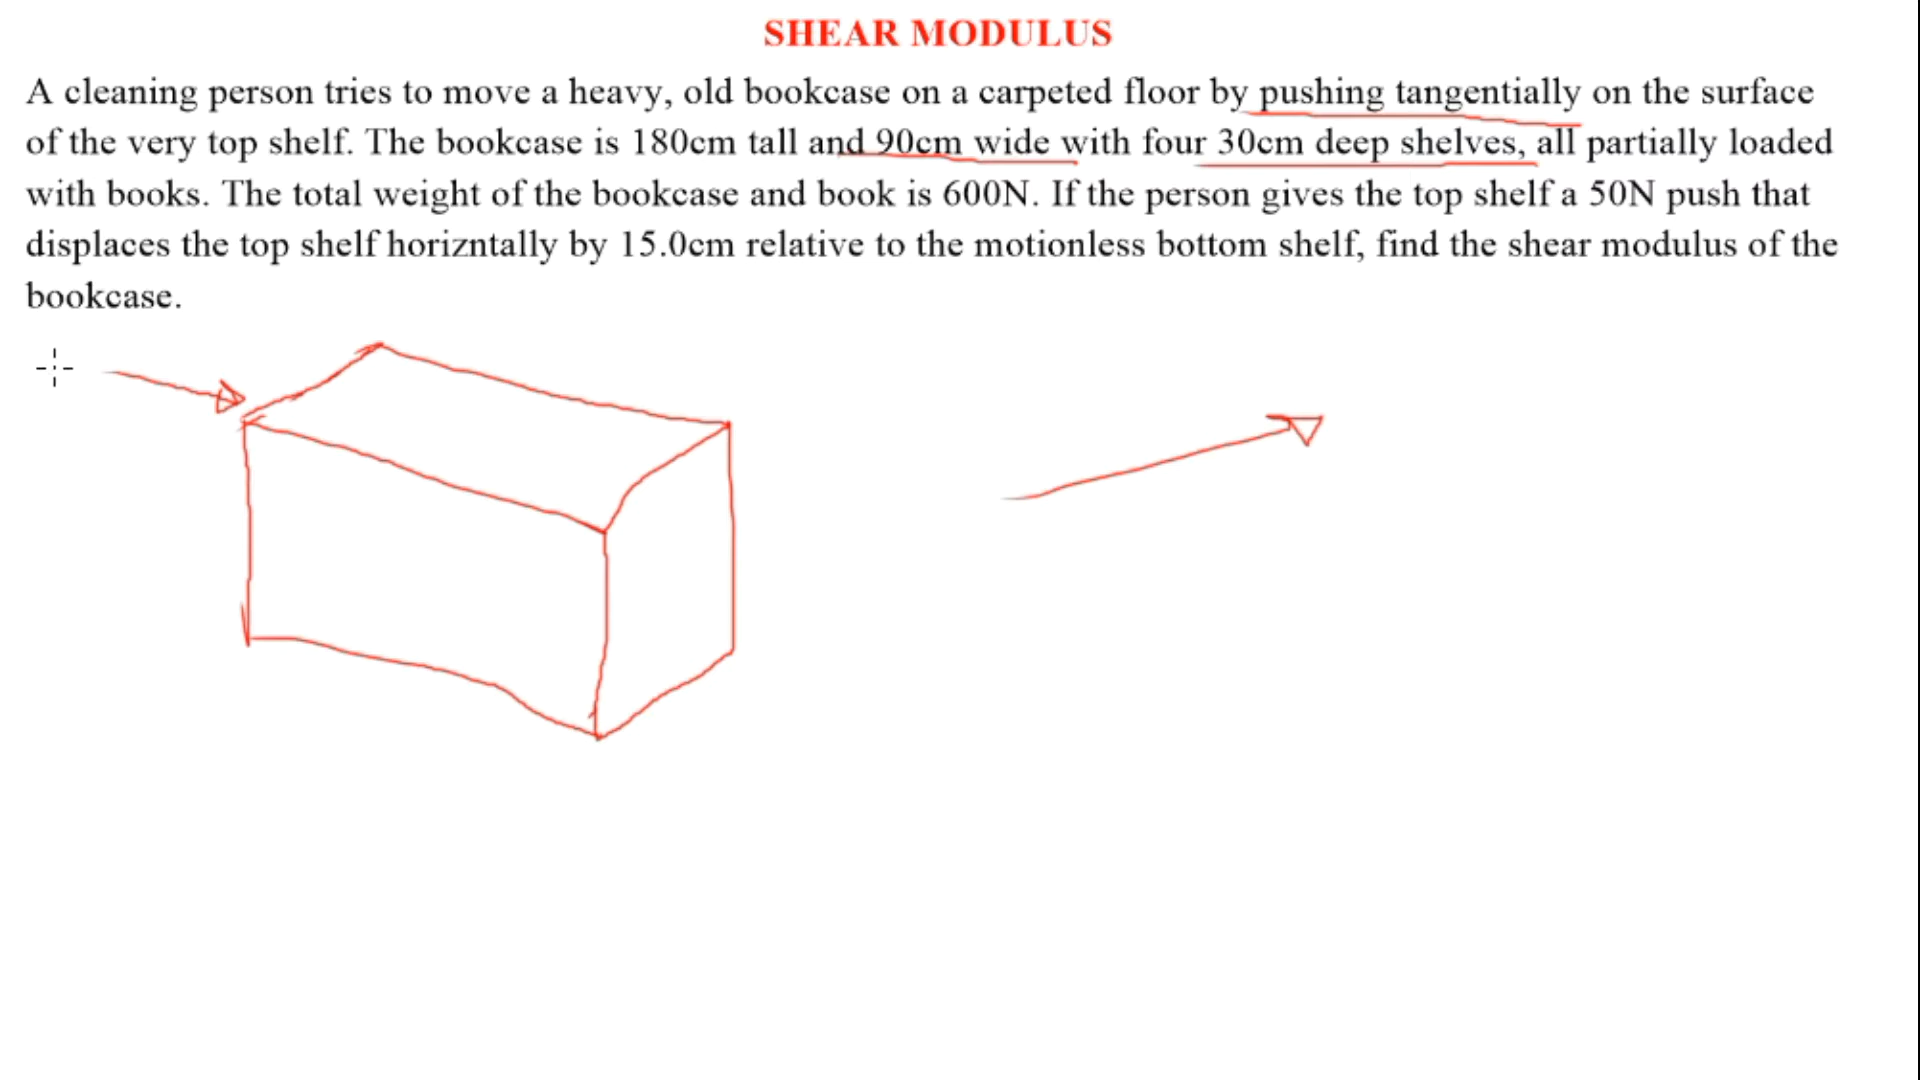 SHEAR MODULUS
A cleaning person tries to move a heavy, old bookcase on a carpeted floor by pushing tangentially on the surface
of the very top shelf. The bookcase is 180cm tall and 90cm wide with four 30cm deep shelves, all partially loaded
with books. The total weight of the bookcase and book is 600N. If the person gives the top shelf a 50N push that
displaces the top shelf horizntally by 15.0cm relative to the motionless bottom shelf, find the shear modulus of the
bookcase.